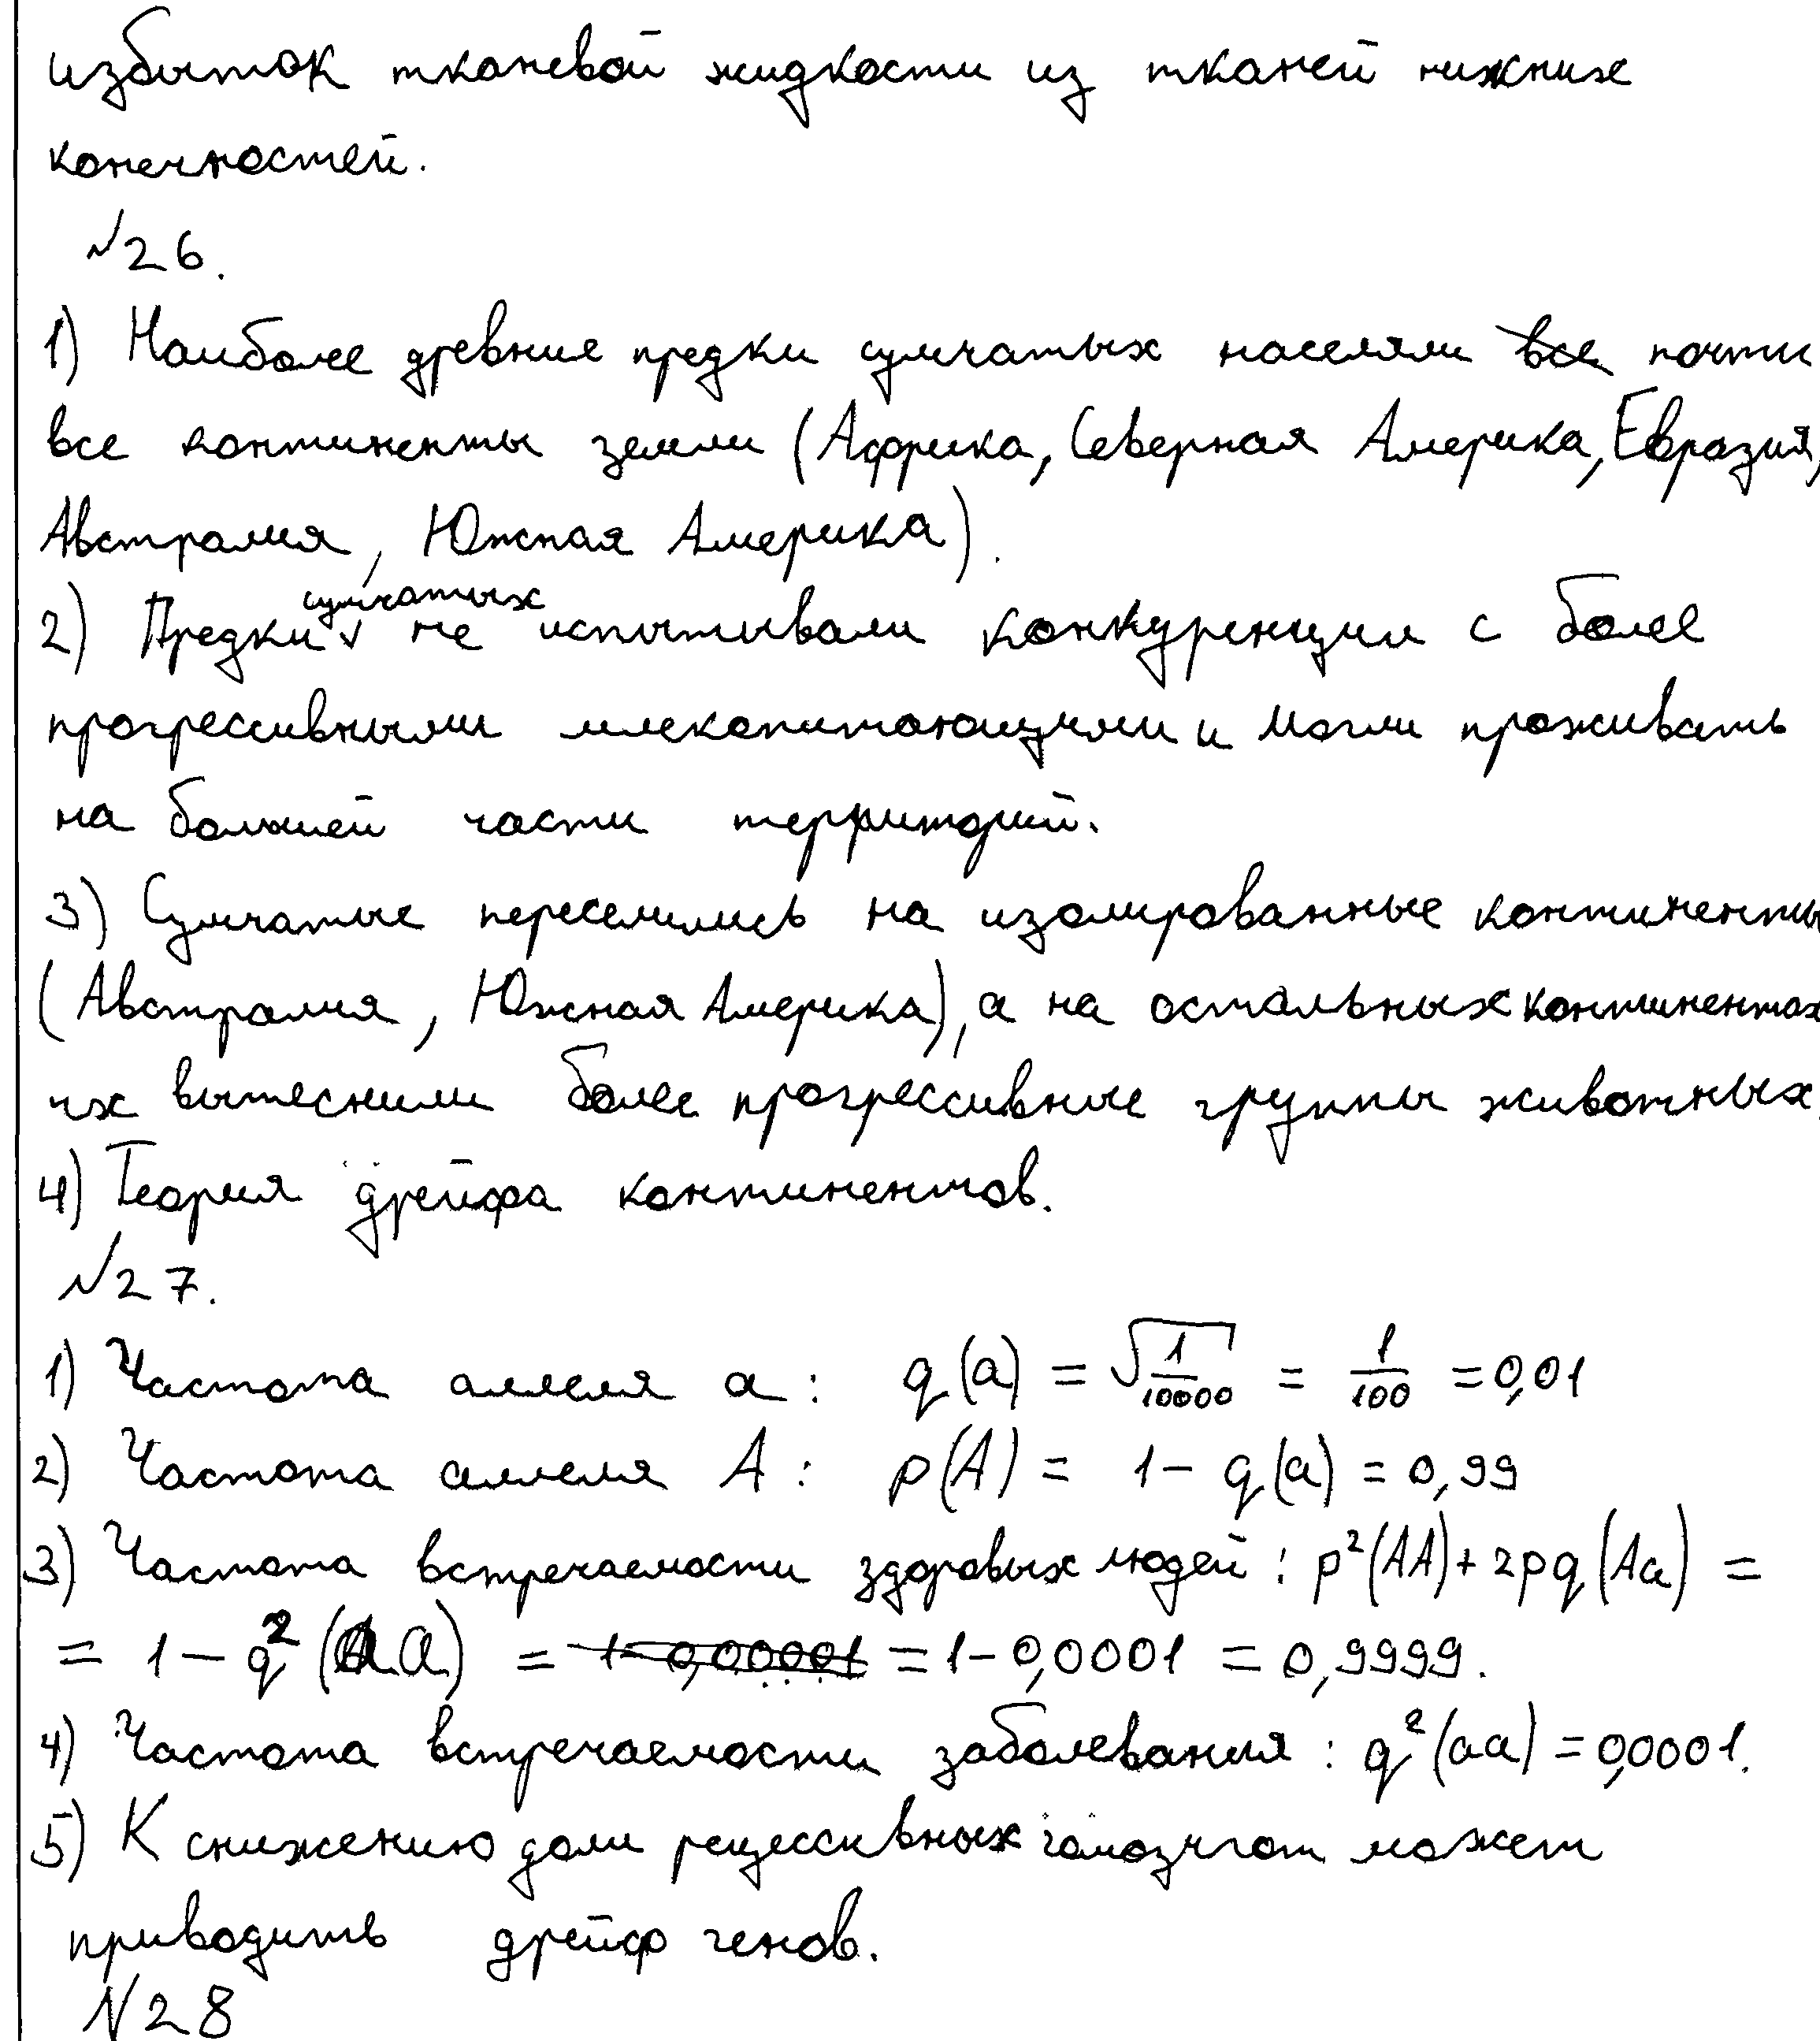 избыток тканевой жидкости из тканей нижних
конечностей.
№26.
1) Наиболее древние предки сумчатых населяли все почти
все континенты земли (Африка, Северная Америка, Евразия,
Австралия, Южная Америка).
2) Предки сумчатых не испытывали конкуренции с более
прогрессивными млекопитающими и могли проживать
на большей части территорий.
3) Сумчатые переселились на изолированные континенты
(Австралия, Южная Америка), а на остальных континентах
их вытеснили более прогрессивные группы животных.
4) Теория дрейфа континентов.
№27.
1) Частота аллеля a: q(a) = √(1/10000) = 1/100 = 0,01
2) Частота аллеля A: p(A) = 1 - q(a) = 0,99
3) Частота встречаемости здоровых людей: p²(AA) + 2pq(Aa) =
= 1 - q²(aa) = 1-0,00001 = 1 - 0,0001 = 0,9999.
4) Частота встречаемости заболевания: q²(aa) = 0,0001.
5) К снижению доли рецессивных гомозигот может
приводить дрейф генов.
№28